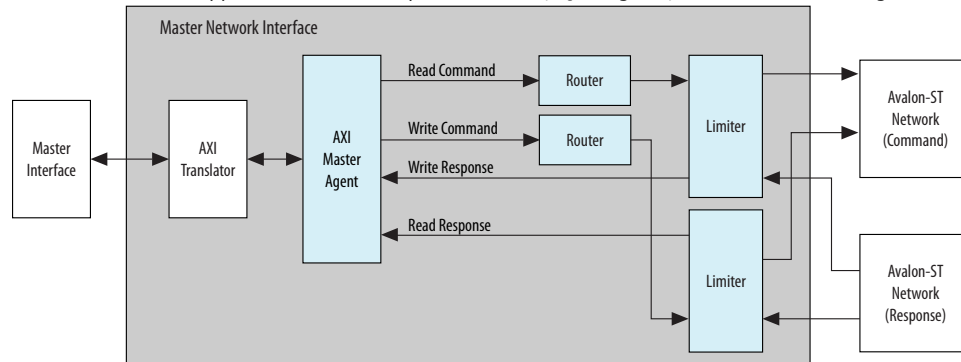 Master Network Interface
Master
Interface
AXI
Translator
AXI
Master
Agent
Read Command
Write Command
Write Response
Read Response
Router
Router
Limiter
Limiter
Avalon-ST
Network
(Command)
Avalon-ST
Network
(Response)